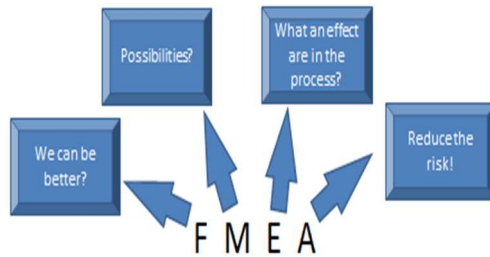 Possibilities?
What an effect
are in the
process?
We can be
better?
Reduce the
risk!
F M E A